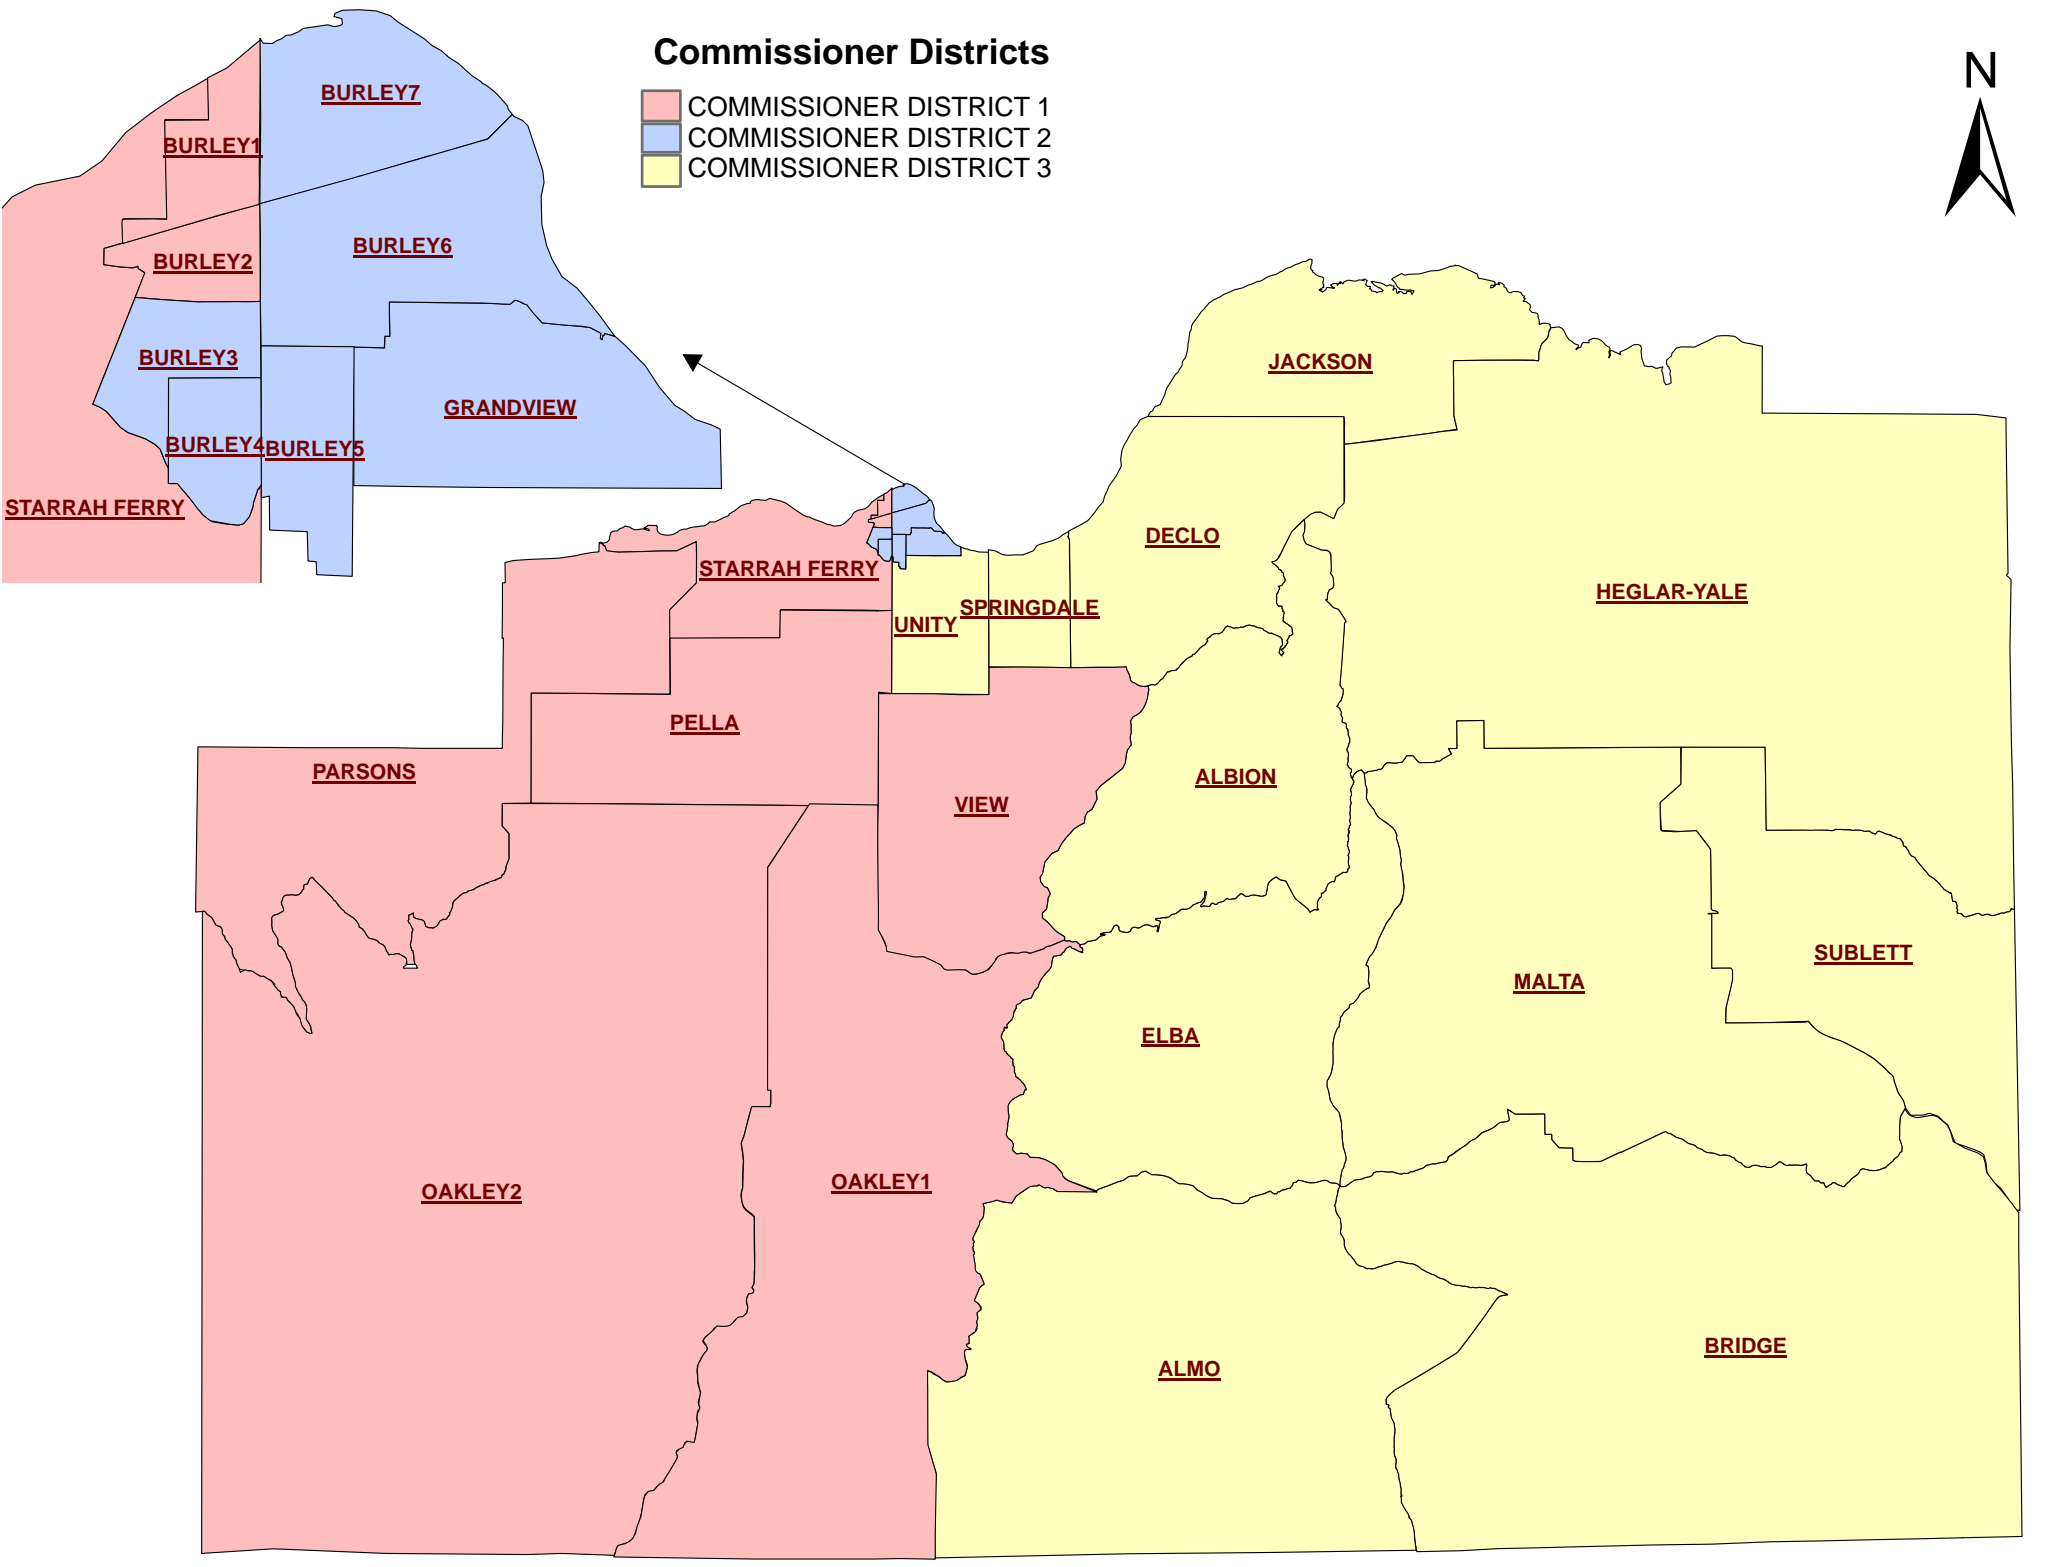 Commissioner Districts
COMMISSIONER DISTRICT 1
COMMISSIONER DISTRICT 2
COMMISSIONER DISTRICT 3
N
BURLEY7
BURLEY1
BURLEY6
BURLEY2
BURLEY3
GRANDVIEW
BURLEY4
BURLEY5
STARRAH FERRY
JACKSON
DECLO
STARRAH FERRY
HEGLAR-YALE
SPRINGDALE
UNITY
PELLA
PARSONS
ALBION
VIEW
SUBLETT
MALTA
ELBA
OAKLEY1
OAKLEY2
BRIDGE
ALMO